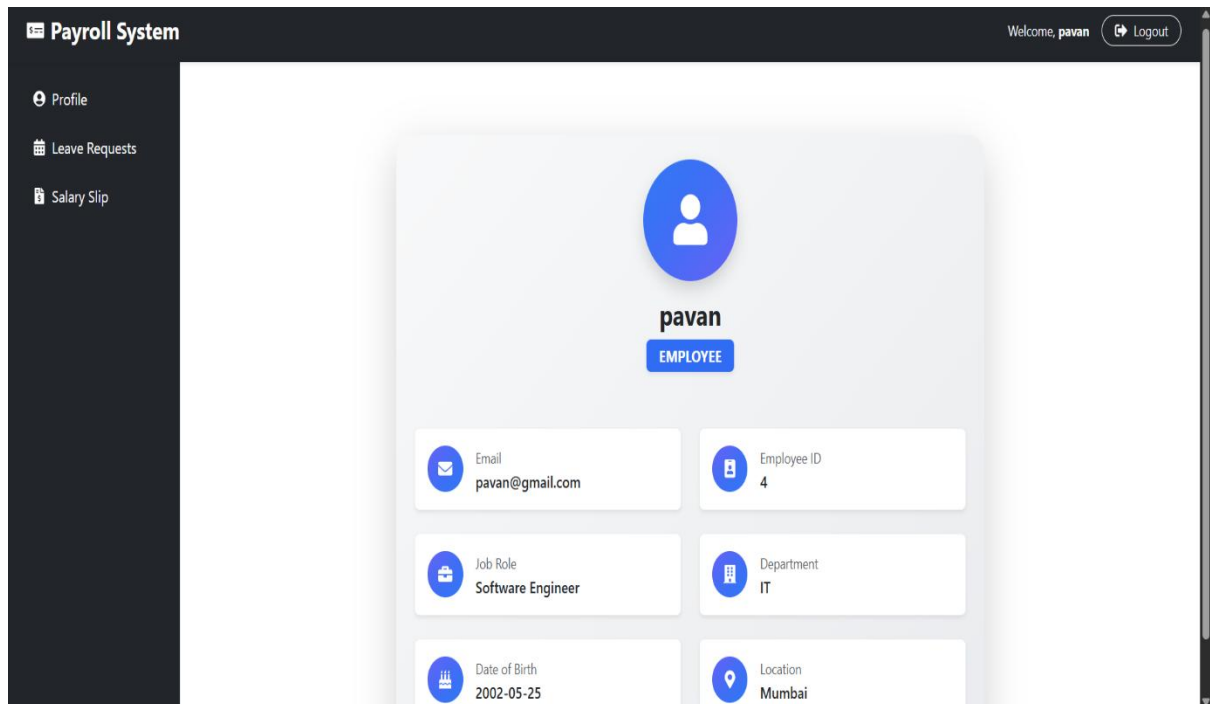 Payroll System
Welcome, pavan
Logout
Profile
Leave Requests
Salary Slip
pavan
EMPLOYEE
Email
pavan@gmail.com
Employee ID
4
Job Role
Software Engineer
Department
IT
Date of Birth
2002-05-25
Location
Mumbai